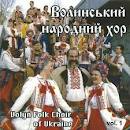 Волинський
народний хор
Volyn Folk Choir
of Ukraine
vol. 1